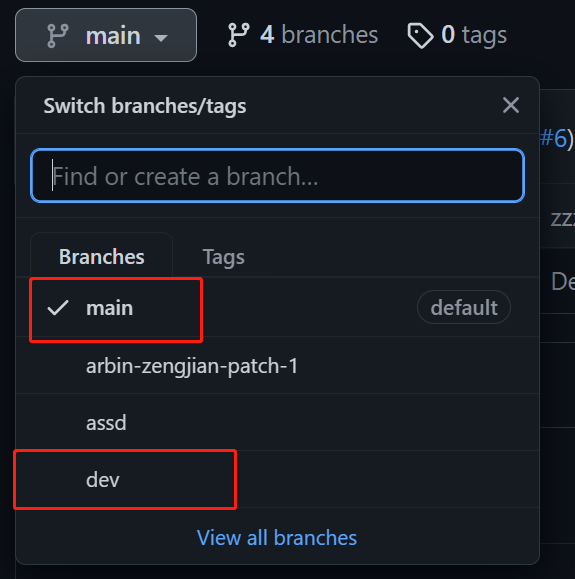 main
4 branches
0 tags
Switch branches/tags
#6)
Find or create a branch...
zzz
Branches
Tags
De
main
default
arbin-zengjian-patch-1
assd
dev
View all branches